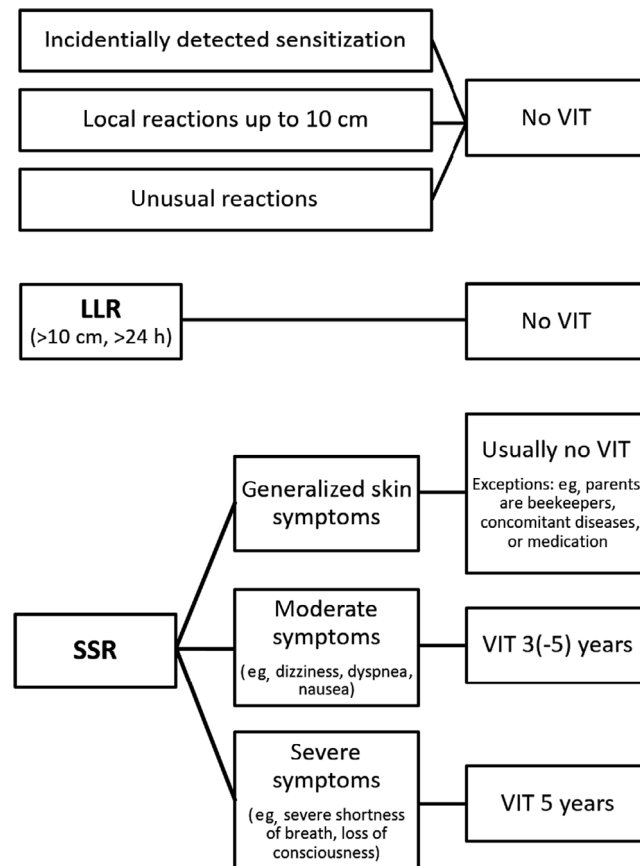 Incidentially detected sensitization
Local reactions up to 10 cm
Unusual reactions
No VIT
LLR
(>10 cm, >24 h)
No VIT
SSR
Generalized skin
symptoms
Usually no VIT
Exceptions: eg, parents
are beekeepers,
concomitant diseases,
or medication
Moderate
symptoms
(eg, dizziness, dyspnea,
nausea)
VIT 3(-5) years
Severe
symptoms
(eg, severe shortness
of breath, loss of
consciousness)
VIT 5 years